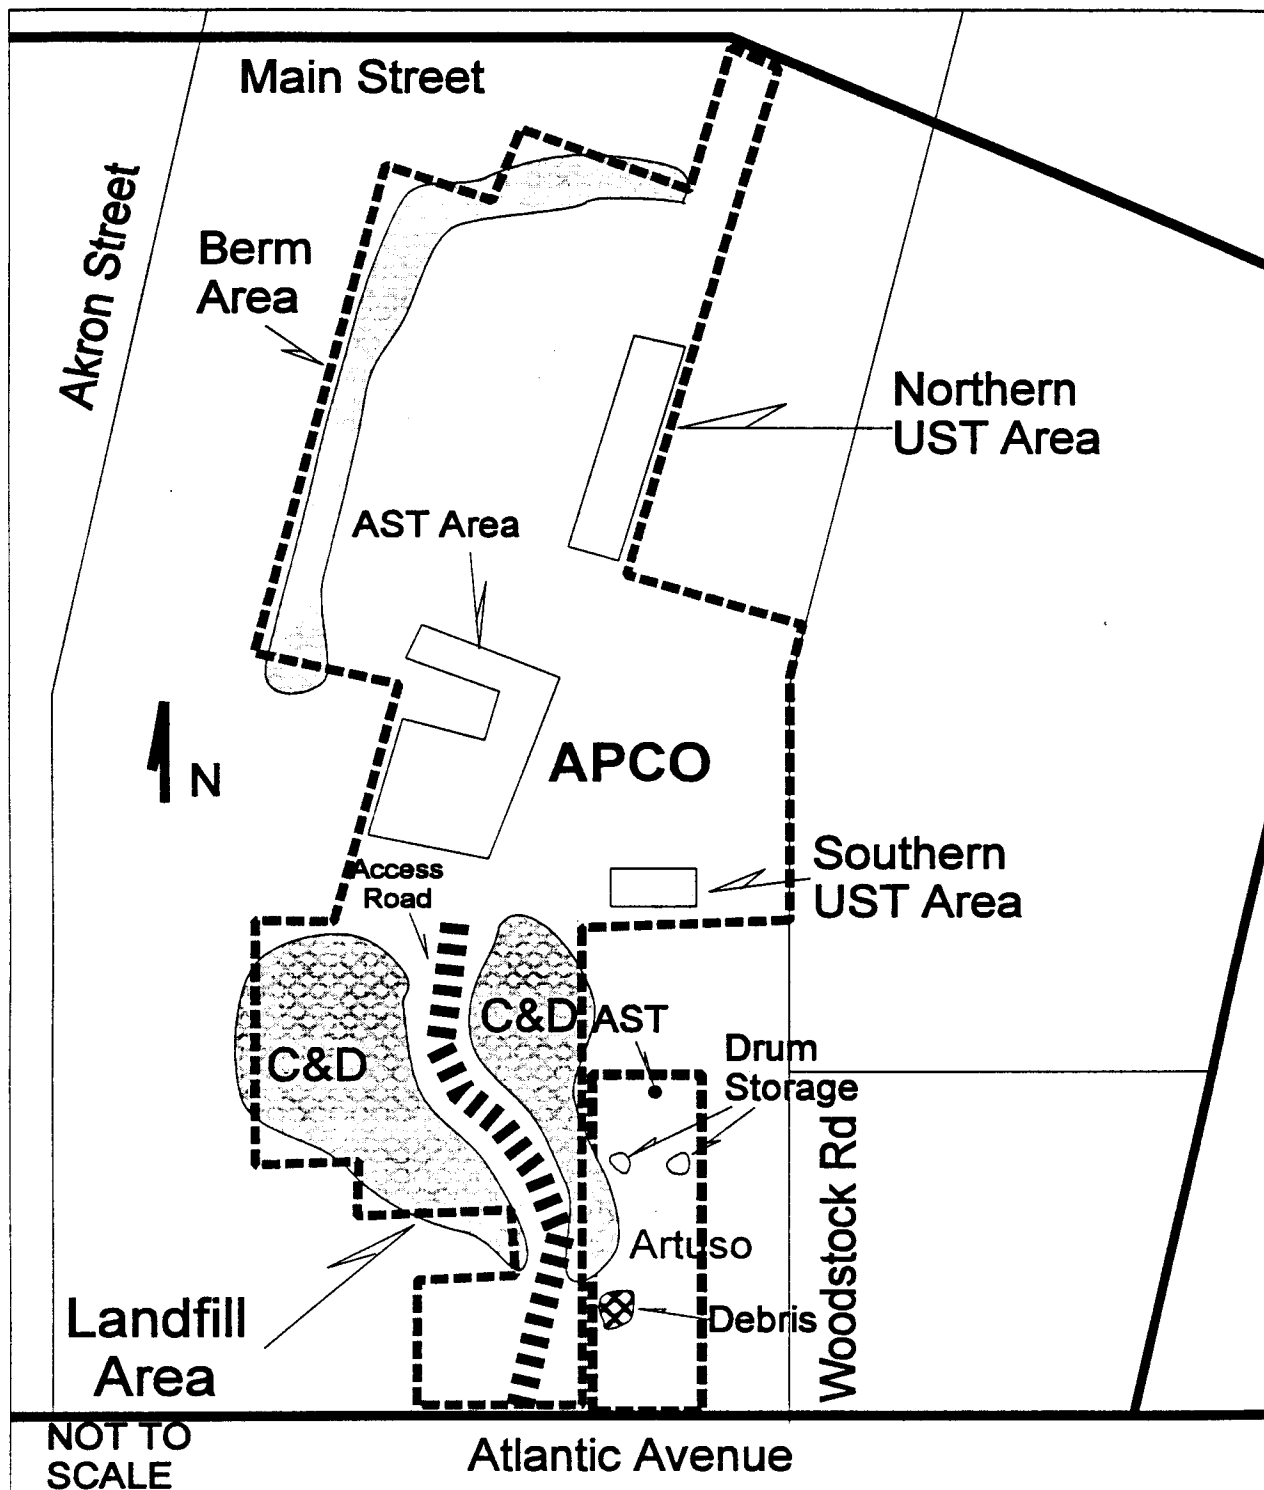 Main Street
Akron Street
Berm
Area
Northern
UST Area
AST Area
N
APCO
Southern
UST Area
Access
Road
C&D
C&D
AST
Drum
Storage
Woodstock Rd
Artuso
Debris
Landfill
Area
NOT TO
SCALE
Atlantic Avenue